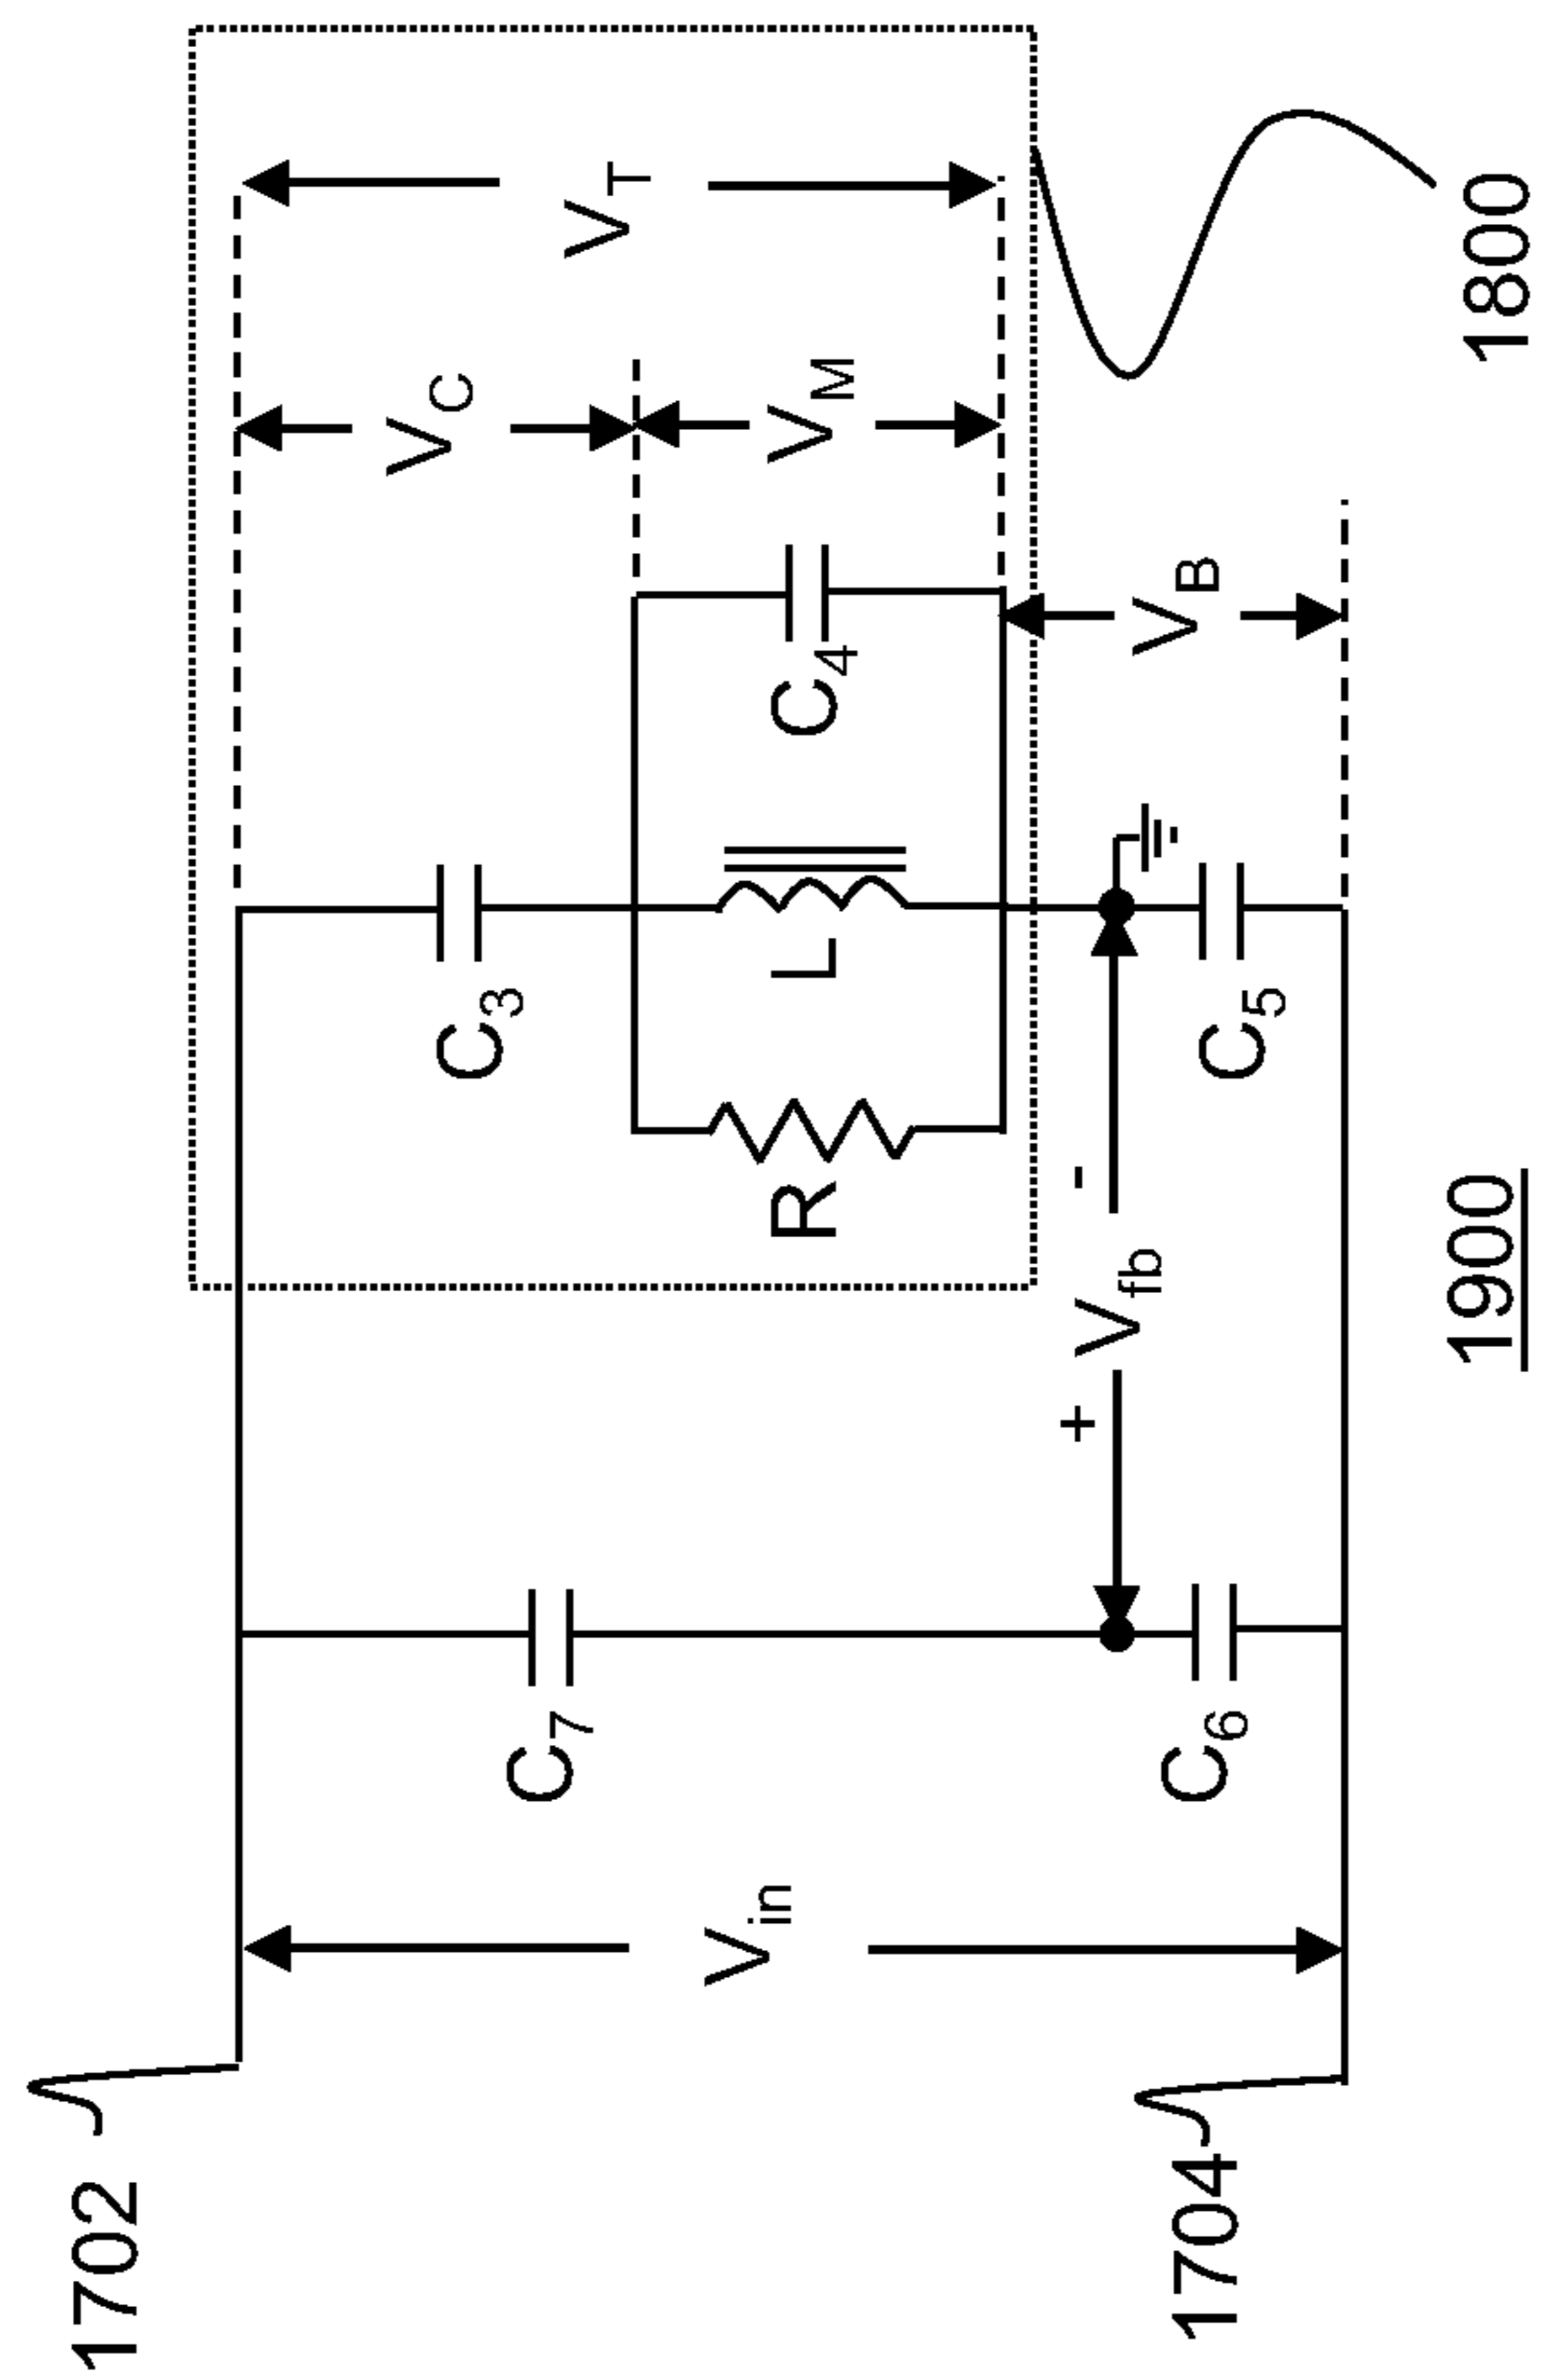 1702
1704
V_in
C_7
C_6
+ V_fb -
R
C_3
L
C_5
C_4
V_C
V_M
V_B
V_T
1900
1800